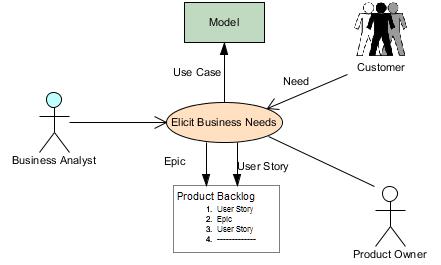 Model
Customer
Use Case
Need
Elicit Business Needs
Business Analyst
Epic
User Story
Product Backlog
1. User Story
2. Epic
3. User Story
4. --------------
Product Owner